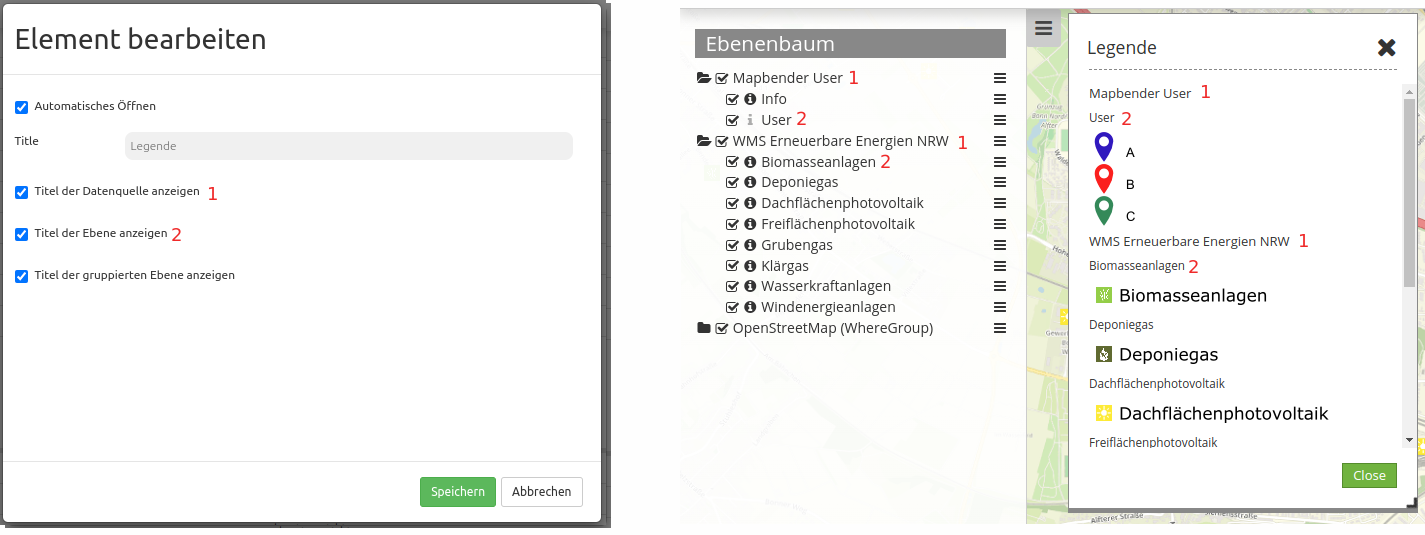 Element bearbeiten
Automatisches Öffnen
Title Legende
Titel der Datenquelle anzeigen 1
Titel der Ebene anzeigen 2
Titel der gruppierten Ebene anzeigen
Speichern Abbrechen
Ebenenbaum
Mapbender User 1
Info
User 2
WMS Erneuerbare Energien NRW 1
Biomasseanlagen 2
Deponiegas
Dachflächenphotovoltaik
Freiflächenphotovoltaik
Grubengas
Klärgas
Wasserkraftanlagen
Windenergieanlagen
OpenStreetMap (WhereGroup)
Legende
Mapbender User 1
User 2
A
B
C
WMS Erneuerbare Energien NRW 1
Biomasseanlagen 2
Biomasseanlagen
Deponiegas
Deponiegas
Dachflächenphotovoltaik
Dachflächenphotovoltaik
Freiflächenphotovoltaik
Close
Alfterer Straße